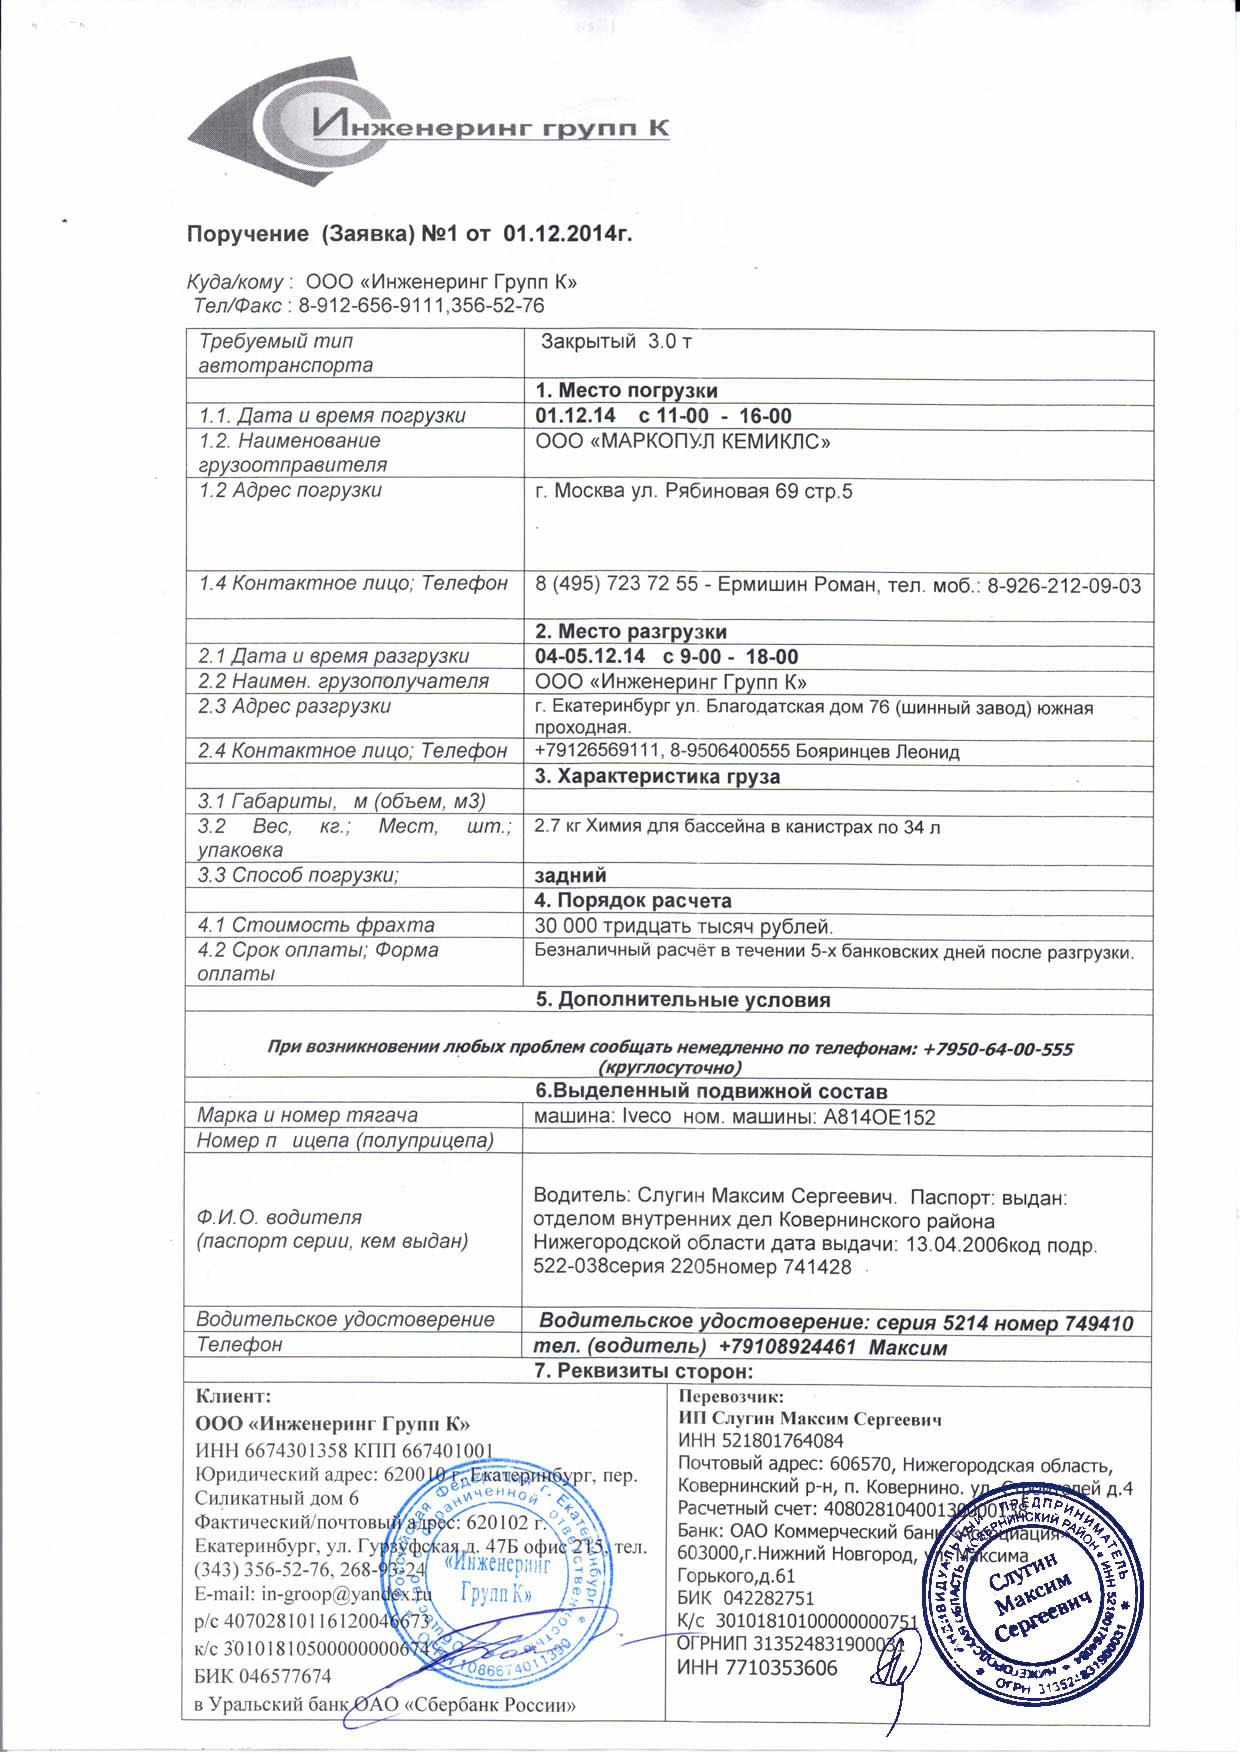 Инженеринг групп К
Поручение (Заявка) №1 от 01.12.2014г.
Куда/кому : ООО «Инженеринг Групп К»
Тел/Факс : 8-912-656-9111,356-52-76
Требуемый тип автотранспорта Закрытый 3.0 т
1. Место погрузки
1.1. Дата и время погрузки 01.12.14 с 11-00 - 16-00
1.2. Наименование грузоотправителя ООО «МАРКОПУЛ КЕМИКЛС»
1.2 Адрес погрузки г. Москва ул. Рябиновая 69 стр.5
1.4 Контактное лицо; Телефон 8 (495) 723 72 55 - Ермишин Роман, тел. моб.: 8-926-212-09-03
2. Место разгрузки
2.1 Дата и время разгрузки 04-05.12.14 с 9-00 - 18-00
2.2 Наимен. грузополучателя ООО «Инженеринг Групп К»
2.3 Адрес разгрузки г. Екатеринбург ул. Благодатская дом 76 (шинный завод) южная
проходная.
2.4 Контактное лицо; Телефон +79126569111, 8-9506400555 Бояринцев Леонид
3. Характеристика груза
3.1 Габариты, м (объем, м3)
3.2 Вес, кг.; Мест, шт.; упаковка 2.7 кг Химия для бассейна в канистрах по 34 л
3.3 Способ погрузки; задний
4. Порядок расчета
4.1 Стоимость фрахта 30 000 тридцать тысяч рублей.
4.2 Срок оплаты; Форма оплаты Безналичный расчёт в течении 5-х банковских дней после разгрузки.
5. Дополнительные условия
При возникновении любых проблем сообщать немедленно по телефонам: +7950-64-00-555
(круглосуточно)
6.Выделенный подвижной состав
Марка и номер тягача машина: Iveco ном. машины: А814ОЕ152
Номер п ицепа (полуприцепа)
Ф.И.О. водителя
(паспорт серии, кем выдан)
Водитель: Слугин Максим Сергеевич. Паспорт: выдан:
отделом внутренних дел Ковернинского района
Нижегородской области дата выдачи: 13.04.2006код подр.
522-038серия 2205номер 741428
Водительское удостоверение Водительское удостоверение: серия 5214 номер 749410
Телефон тел. (водитель) +79108924461 Максим
7. Реквизиты сторон:
Клиент:
ООО «Инженеринг Групп К»
ИНН 6674301358 КПП 667401001
Юридический адрес: 620010 г. Екатеринбург, пер.
Силикатный дом 6
Фактический/почтовый адрес: 620102 г.
Екатеринбург, ул. Гурзуфская д. 47Б офис 215, тел.
(343) 356-52-76, 268-93-24
E-mail: in-groop@yandex.ru
р/с 40702810116120046673
к/с 30101810500000000674
БИК 046577674
в Уральский банк ОАО «Сбербанк России»
Перевозчик:
ИП Слугин Максим Сергеевич
ИНН 521801764084
Почтовый адрес: 606570, Нижегородская область,
Ковернинский р-н, п. Ковернино. ул. Строителей д.4
Расчетный счет:
Банк: ОАО Коммерческий банк «Ассоциация»
603000,г.Нижний Новгород, ул. Максима
Горького,д.61
БИК 042282751
К/с 30101810100000000751
ОГРНИП 313524831900031
ИНН 7710353606
«Инженеринг
Групп К»
1086674011390
Слугин
Максим
Сергеевич
ИНДИВИДУАЛЬНЫЙ ПРЕДПРИНИМАТЕЛЬ
ОГРН 313524831900031